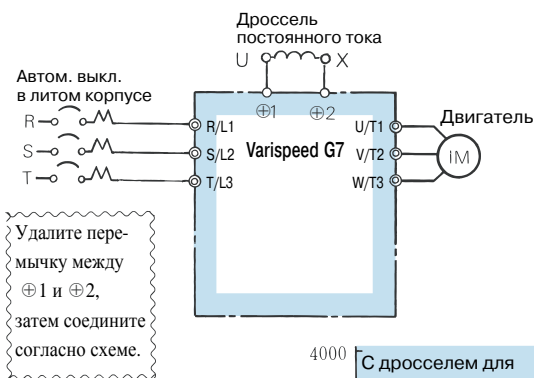 Дроссель
постоянного тока
U X
Автом. выкл.
в литом корпусе
⊕1 ⊕2
R R/L1 U/T1 Двигатель
S S/L2 Varispeed G7 V/T2 IM
T T/L3 W/T3
Удалите пере-
мычку между
⊕1 и ⊕2,
затем соедините
согласно схеме.
4000
С дросселем для